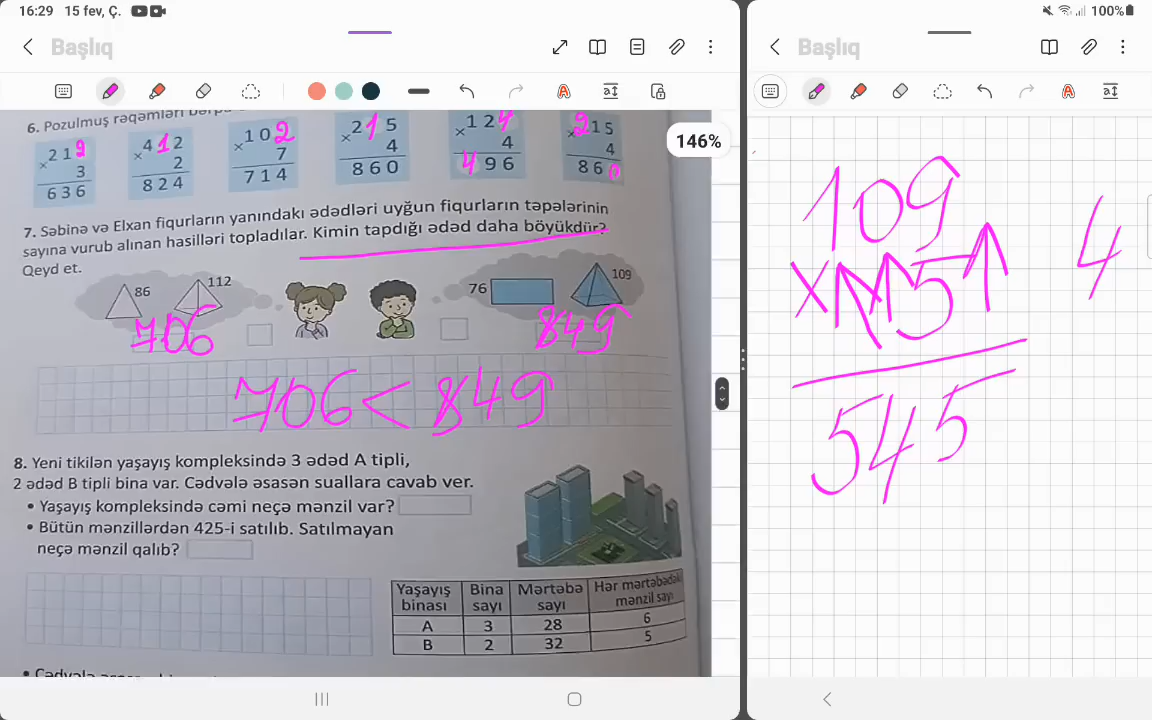 16:29 15 fev, Ç.
100%
Başlıq
Başlıq
146%
6. Pozulmuş rəqəmləri
×219
3
636
×412
2
824
×102
7
714
×215
4
860
×124
4
496
×215
4
860
7. Səbinə və Elxan fiqurların yanındakı ədədləri uyğun fiqurların təpələrinin
sayına vurub alınan hasilləri topladılar. Kimin tapdığı ədəd daha böyükdür?
Qeyd et.
86
112
76
109
706
849
706 < 849
8. Yeni tikilən yaşayış kompleksində 3 ədəd A tipli,
2 ədəd B tipli bina var. Cədvələ əsasən suallara cavab ver.
• Yaşayış kompleksində cəmi neçə mənzil var?
• Bütün mənzillərdən 425-i satılıb. Satılmayan
neçə mənzil qalıb?
Yaşayış binası Bina sayı Mərtəbə sayı Hər mərtəbədəki mənzil sayı
A 3 28 6
B 2 32 5
109
×
5
545
4